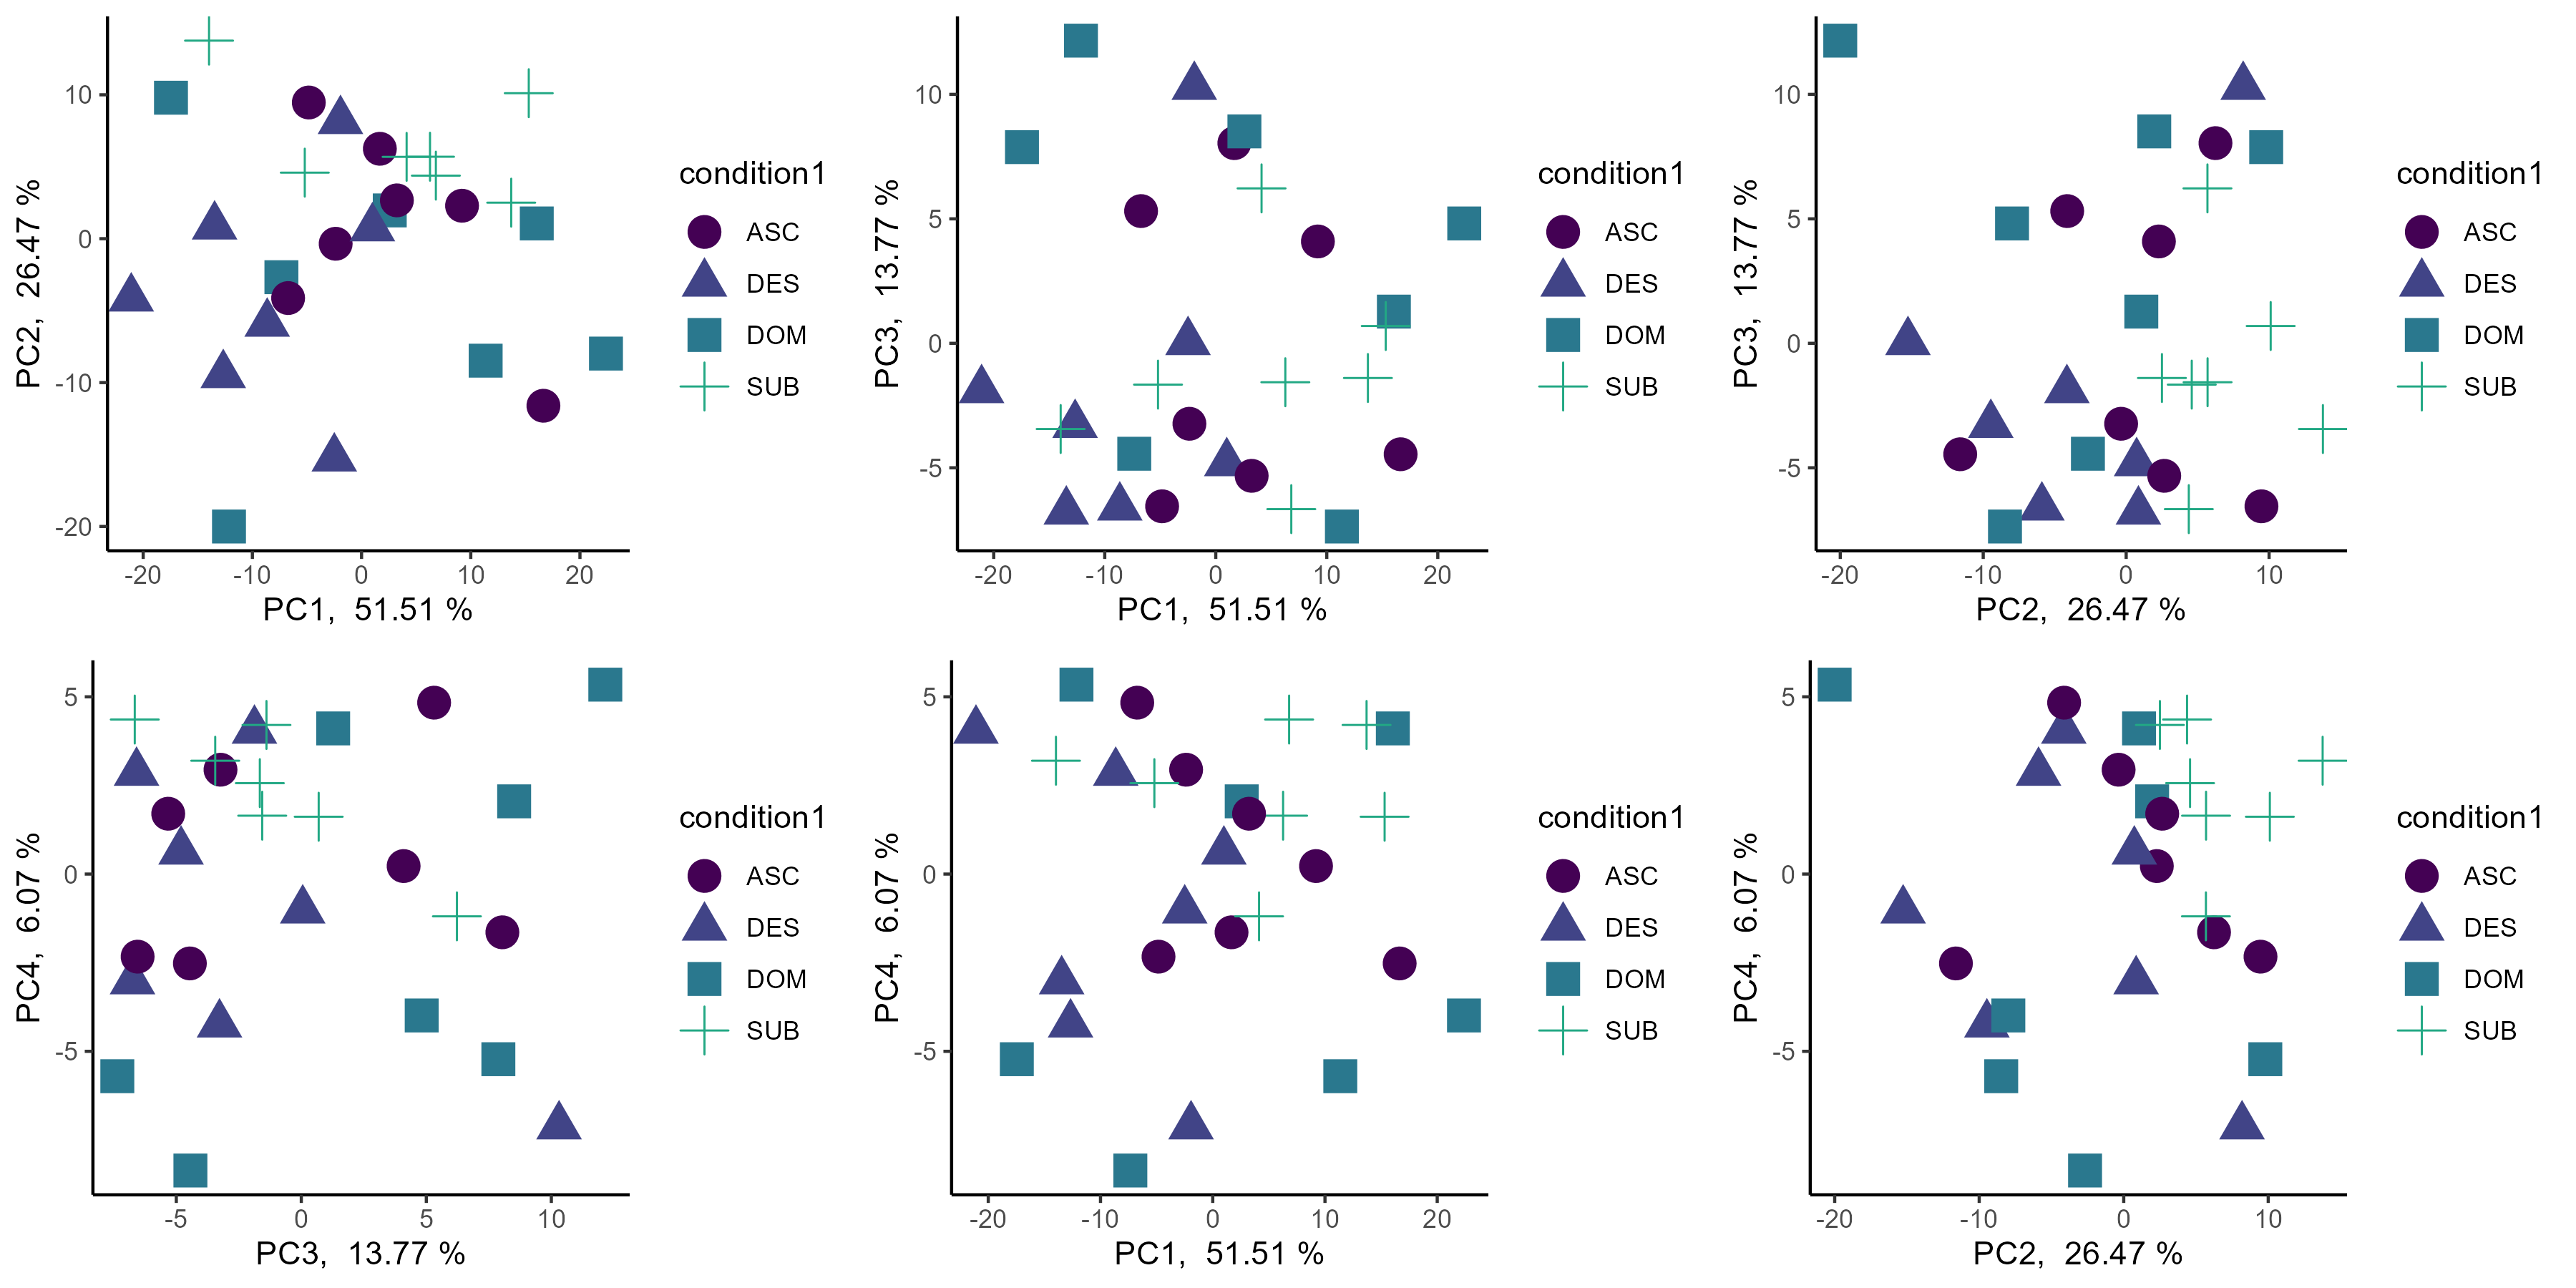 10
0
-10
-20
PC2,  26.47 %
-20 -10 0 10 20
PC1,  51.51 %
condition1
ASC
DES
DOM
SUB
10
5
0
-5
PC3,  13.77 %
-20 -10 0 10 20
PC1,  51.51 %
condition1
ASC
DES
DOM
SUB
10
5
0
-5
PC3,  13.77 %
-20 -10 0 10
PC2,  26.47 %
condition1
ASC
DES
DOM
SUB
5
0
-5
PC4,  6.07 %
-5 0 5 10
PC3,  13.77 %
condition1
ASC
DES
DOM
SUB
5
0
-5
PC4,  6.07 %
-20 -10 0 10 20
PC1,  51.51 %
condition1
ASC
DES
DOM
SUB
5
0
-5
PC4,  6.07 %
-20 -10 0 10
PC2,  26.47 %
condition1
ASC
DES
DOM
SUB